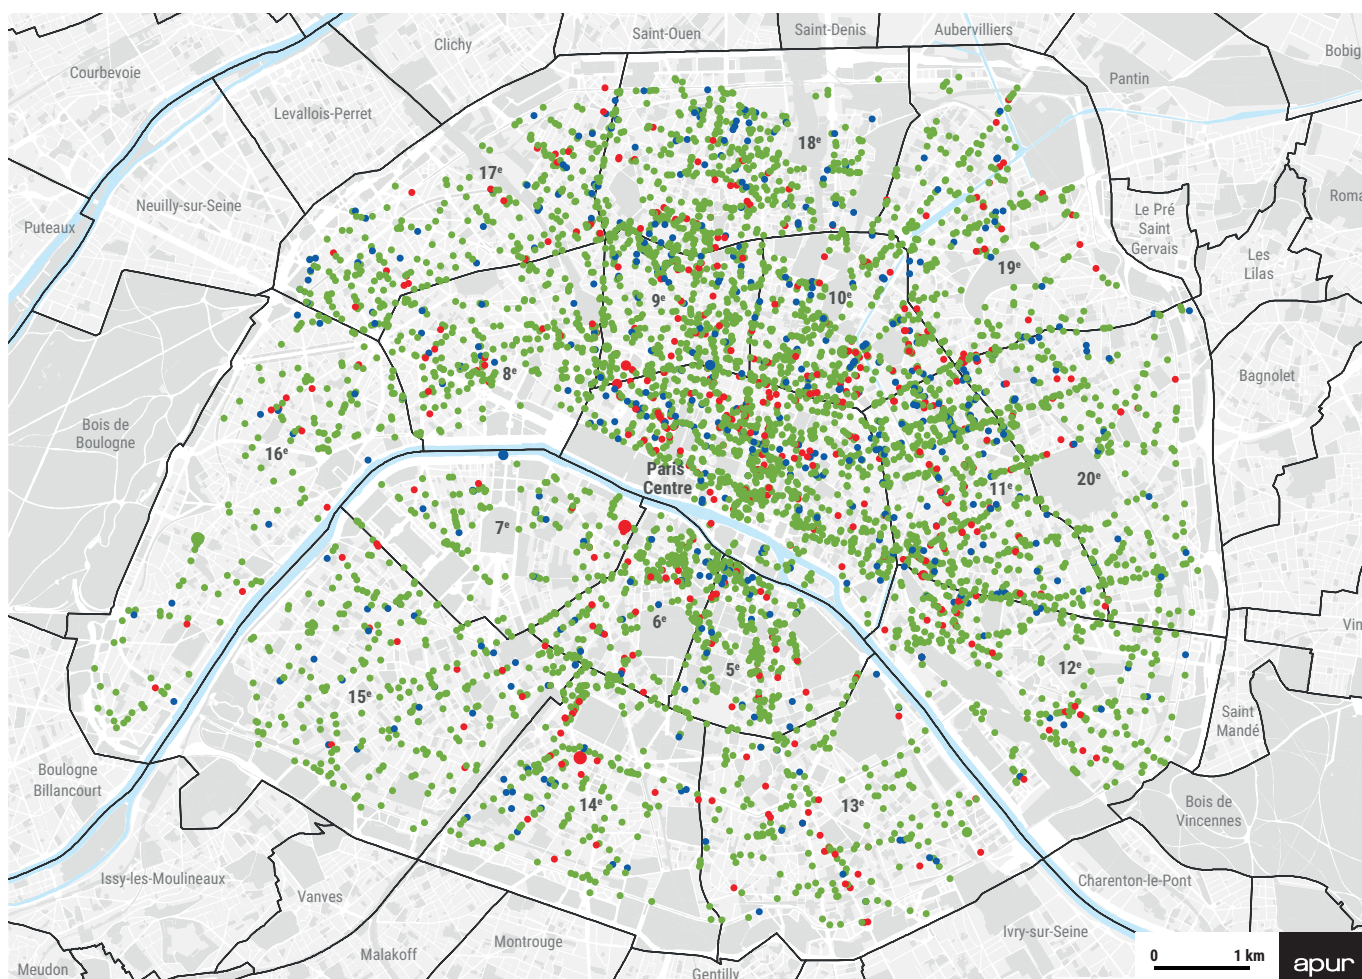 Saint-Ouen
Saint-Denis
Aubervilliers
Clichy
Bobig
Courbevoie
Pantin
Levallois-Perret
18e
17e
Neuilly-sur-Seine
Roma
Puteaux
Le Pré
Saint
Gervais
Les
Lilas
19e
9e
10e
8e
Bagnolet
Bois de
Boulogne
16e
Paris
Centre
20e
11e
7e
6e
Vin
5e
12e
15e
Saint
Mandé
Boulogne
Billancourt
14e
13e
Bois de
Vincennes
Issy-les-Moulineaux
Vanves
Charenton-le-Pont
Montrouge
Ivry-sur-Seine
Malakoff
Meudon
Gentilly
0 1 km
apur